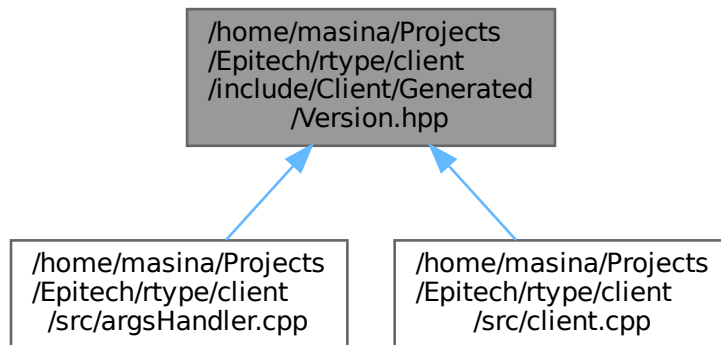 /home/masina/Projects
/Epitech/rtype/client
/include/Client/Generated
/Version.hpp
/home/masina/Projects
/Epitech/rtype/client
/src/argsHandler.cpp
/home/masina/Projects
/Epitech/rtype/client
/src/client.cpp